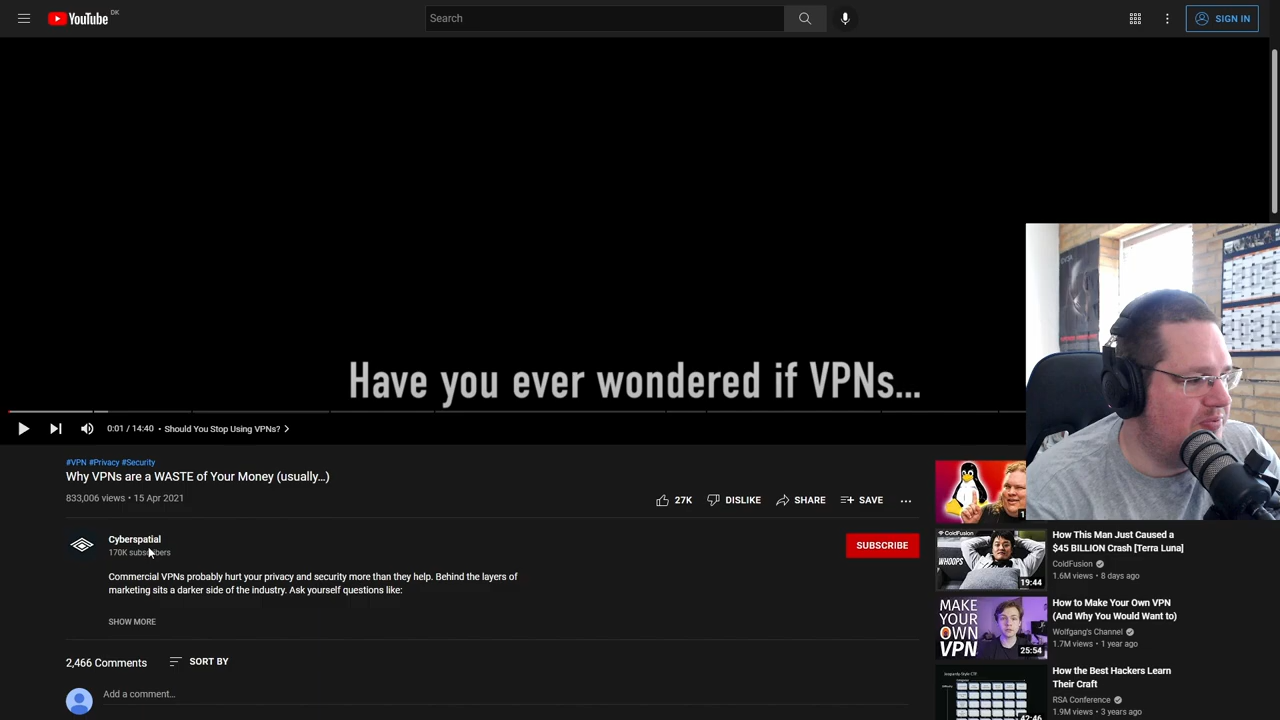 YouTube DK
Search
SIGN IN
Have you ever wondered if VPNs...
0:01 / 14:40 • Should You Stop Using VPNs?
#VPN #Privacy #Security
Why VPNs are a WASTE of Your Money (usually…)
833,006 views • 15 Apr 2021
27K
DISLIKE
SHARE
SAVE
Cyberspatial
170K subscribers
SUBSCRIBE
Commercial VPNs probably hurt your privacy and security more than they help. Behind the layers of
marketing sits a darker side of the industry. Ask yourself questions like:
SHOW MORE
2,466 Comments
SORT BY
Add a comment...
ColdFusion
WHOOPS
19:44
How This Man Just Caused a
$45 BILLION Crash [Terra Luna]
ColdFusion
1.6M views • 8 days ago
MAKE
YOUR
OWN
VPN
25:54
How to Make Your Own VPN
(And Why You Would Want to)
Wolfgang's Channel
1.7M views • 1 year ago
42:46
How the Best Hackers Learn
Their Craft
RSA Conference
1.9M views • 3 years ago